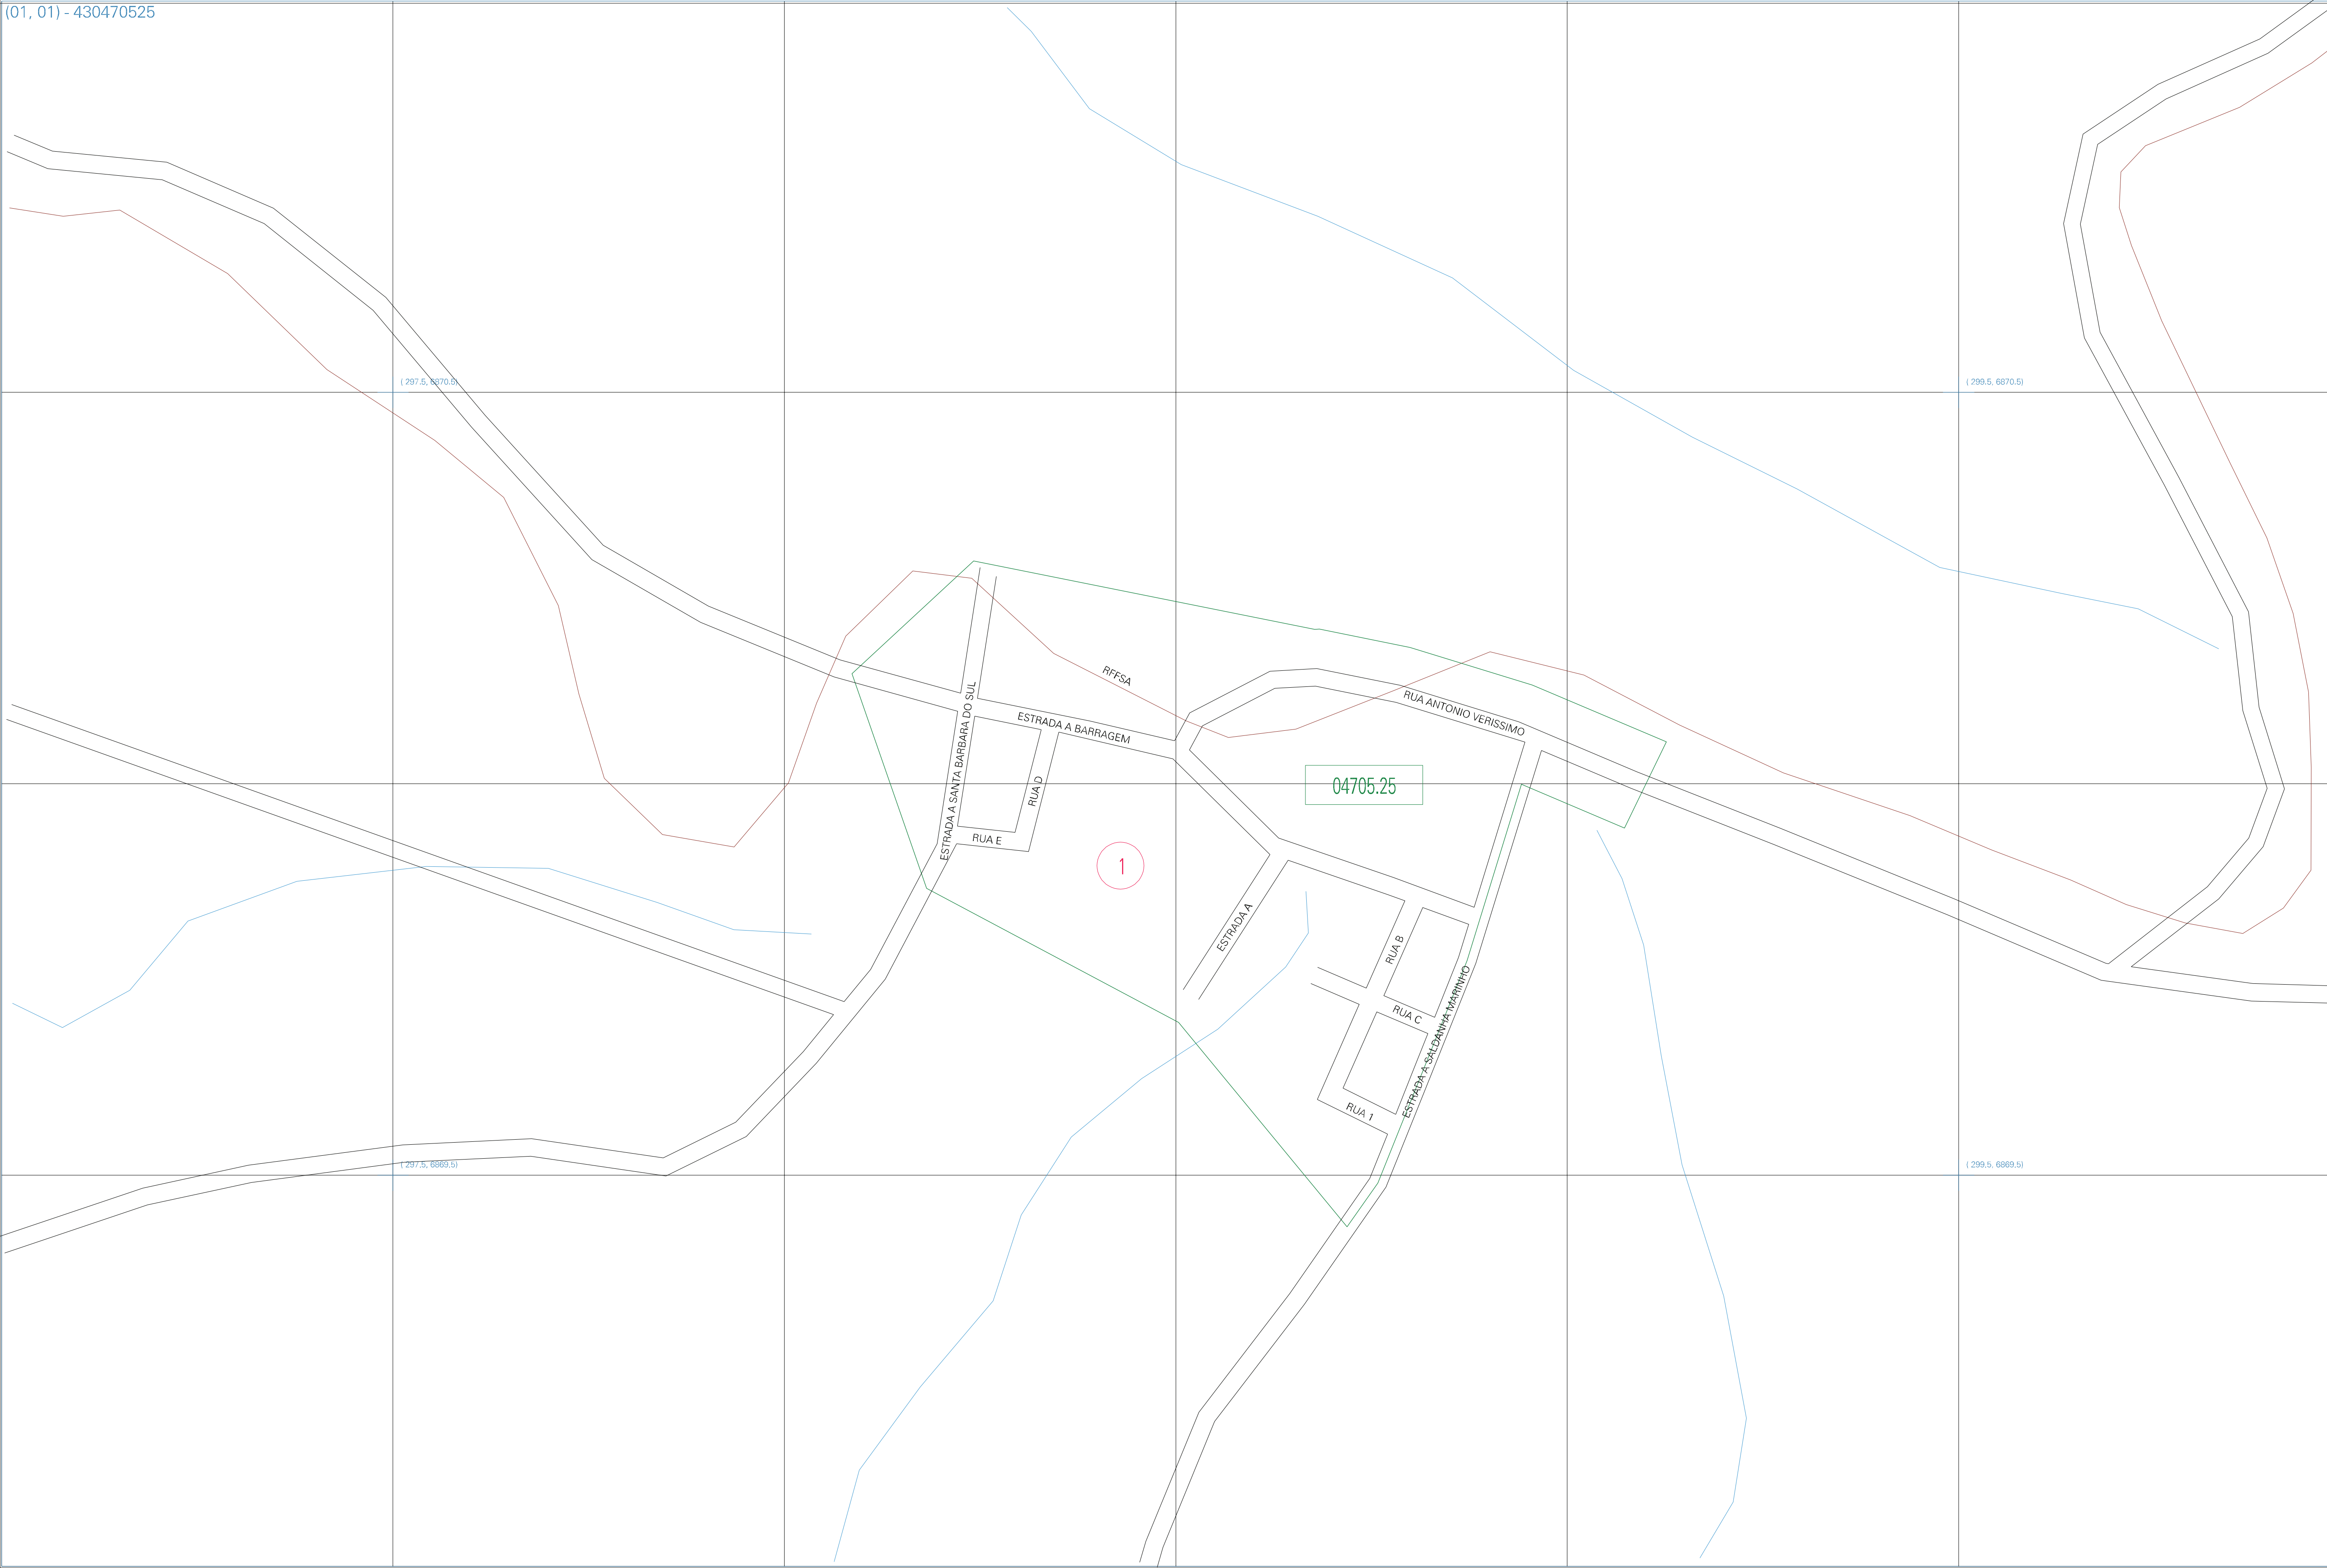 (01, 01) - 430470525
( 297.5, 6870.5)
( 299.5, 6870.5)
RFFSA
ESTRADA A SANTA BARBARA DO SUL
ESTRADA A BARRAGEM
RUA ANTONIO VERISSIMO
RUA D
04705.25
RUA E
1
ESTRADA A
RUA B
RUA C
ESTRADA A SALDANHA MARINHO
RUA 1
( 297.5, 6869.5)
( 299.5, 6869.5)